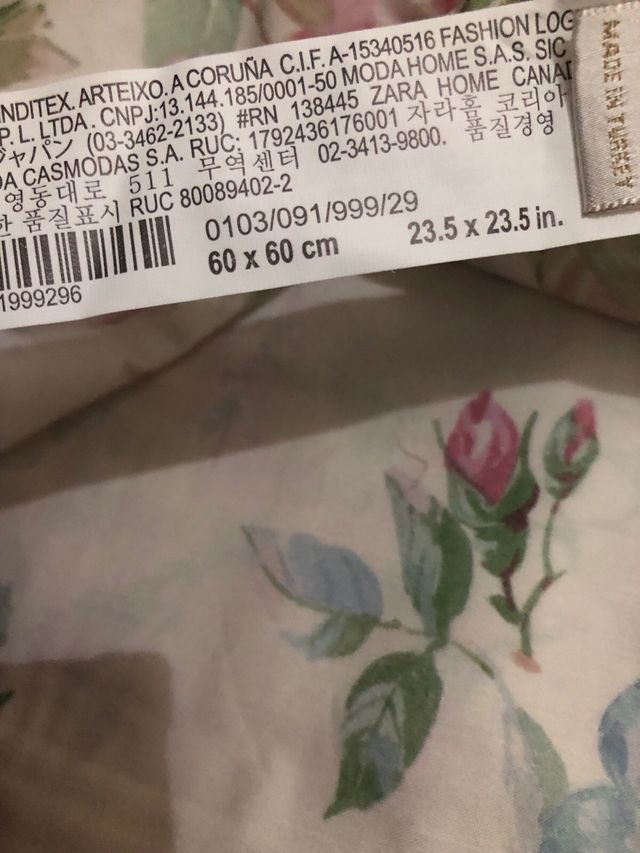 INDITEX. ARTEIXO. A CORUÑA C.I.F. A-15340516 FASHION LOG
P.L. LTDA. CNPJ:13.144.185/0001-50 MODA HOME S.A.S. SIC
ジャパン (03-3462-2133) #RN 138445 ZARA HOME CANA
DA CASMODAS S.A. RUC: 1792436176001 자라홈 코리아
영동대로 511 무역센터 02-3413-9800. 품질경영
한 품질표시 RUC 80089402-2
0103/091/999/29
60 x 60 cm 23.5 x 23.5 in.
1999296
MADE IN TURKEY